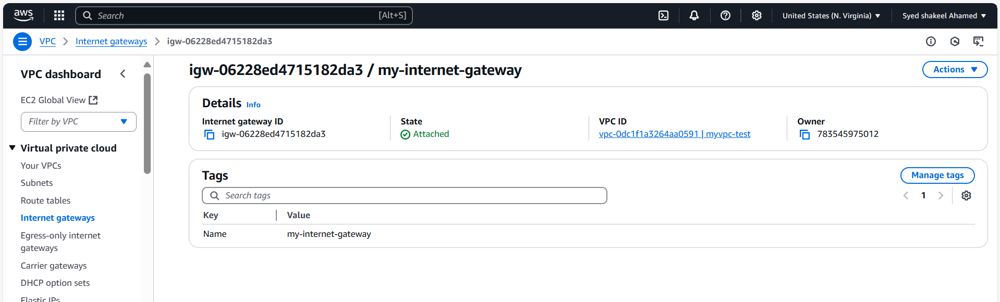 aws
Search [Alt+S]
United States (N. Virginia)
Syed shakeel Ahamed
VPC
Internet gateways
igw-06228ed4715182da3
VPC dashboard
EC2 Global View
Filter by VPC
Virtual private cloud
Your VPCs
Subnets
Route tables
Internet gateways
Egress-only internet
gateways
Carrier gateways
DHCP option sets
Elastic IPs
igw-06228ed4715182da3 / my-internet-gateway
Actions
Details Info
Internet gateway ID
igw-06228ed4715182da3
State
Attached
VPC ID
vpc-0dc1f1a3264aa0591 | myvpc-test
Owner
783545975012
Tags
Manage tags
Search tags
1
Key Value
Name my-internet-gateway